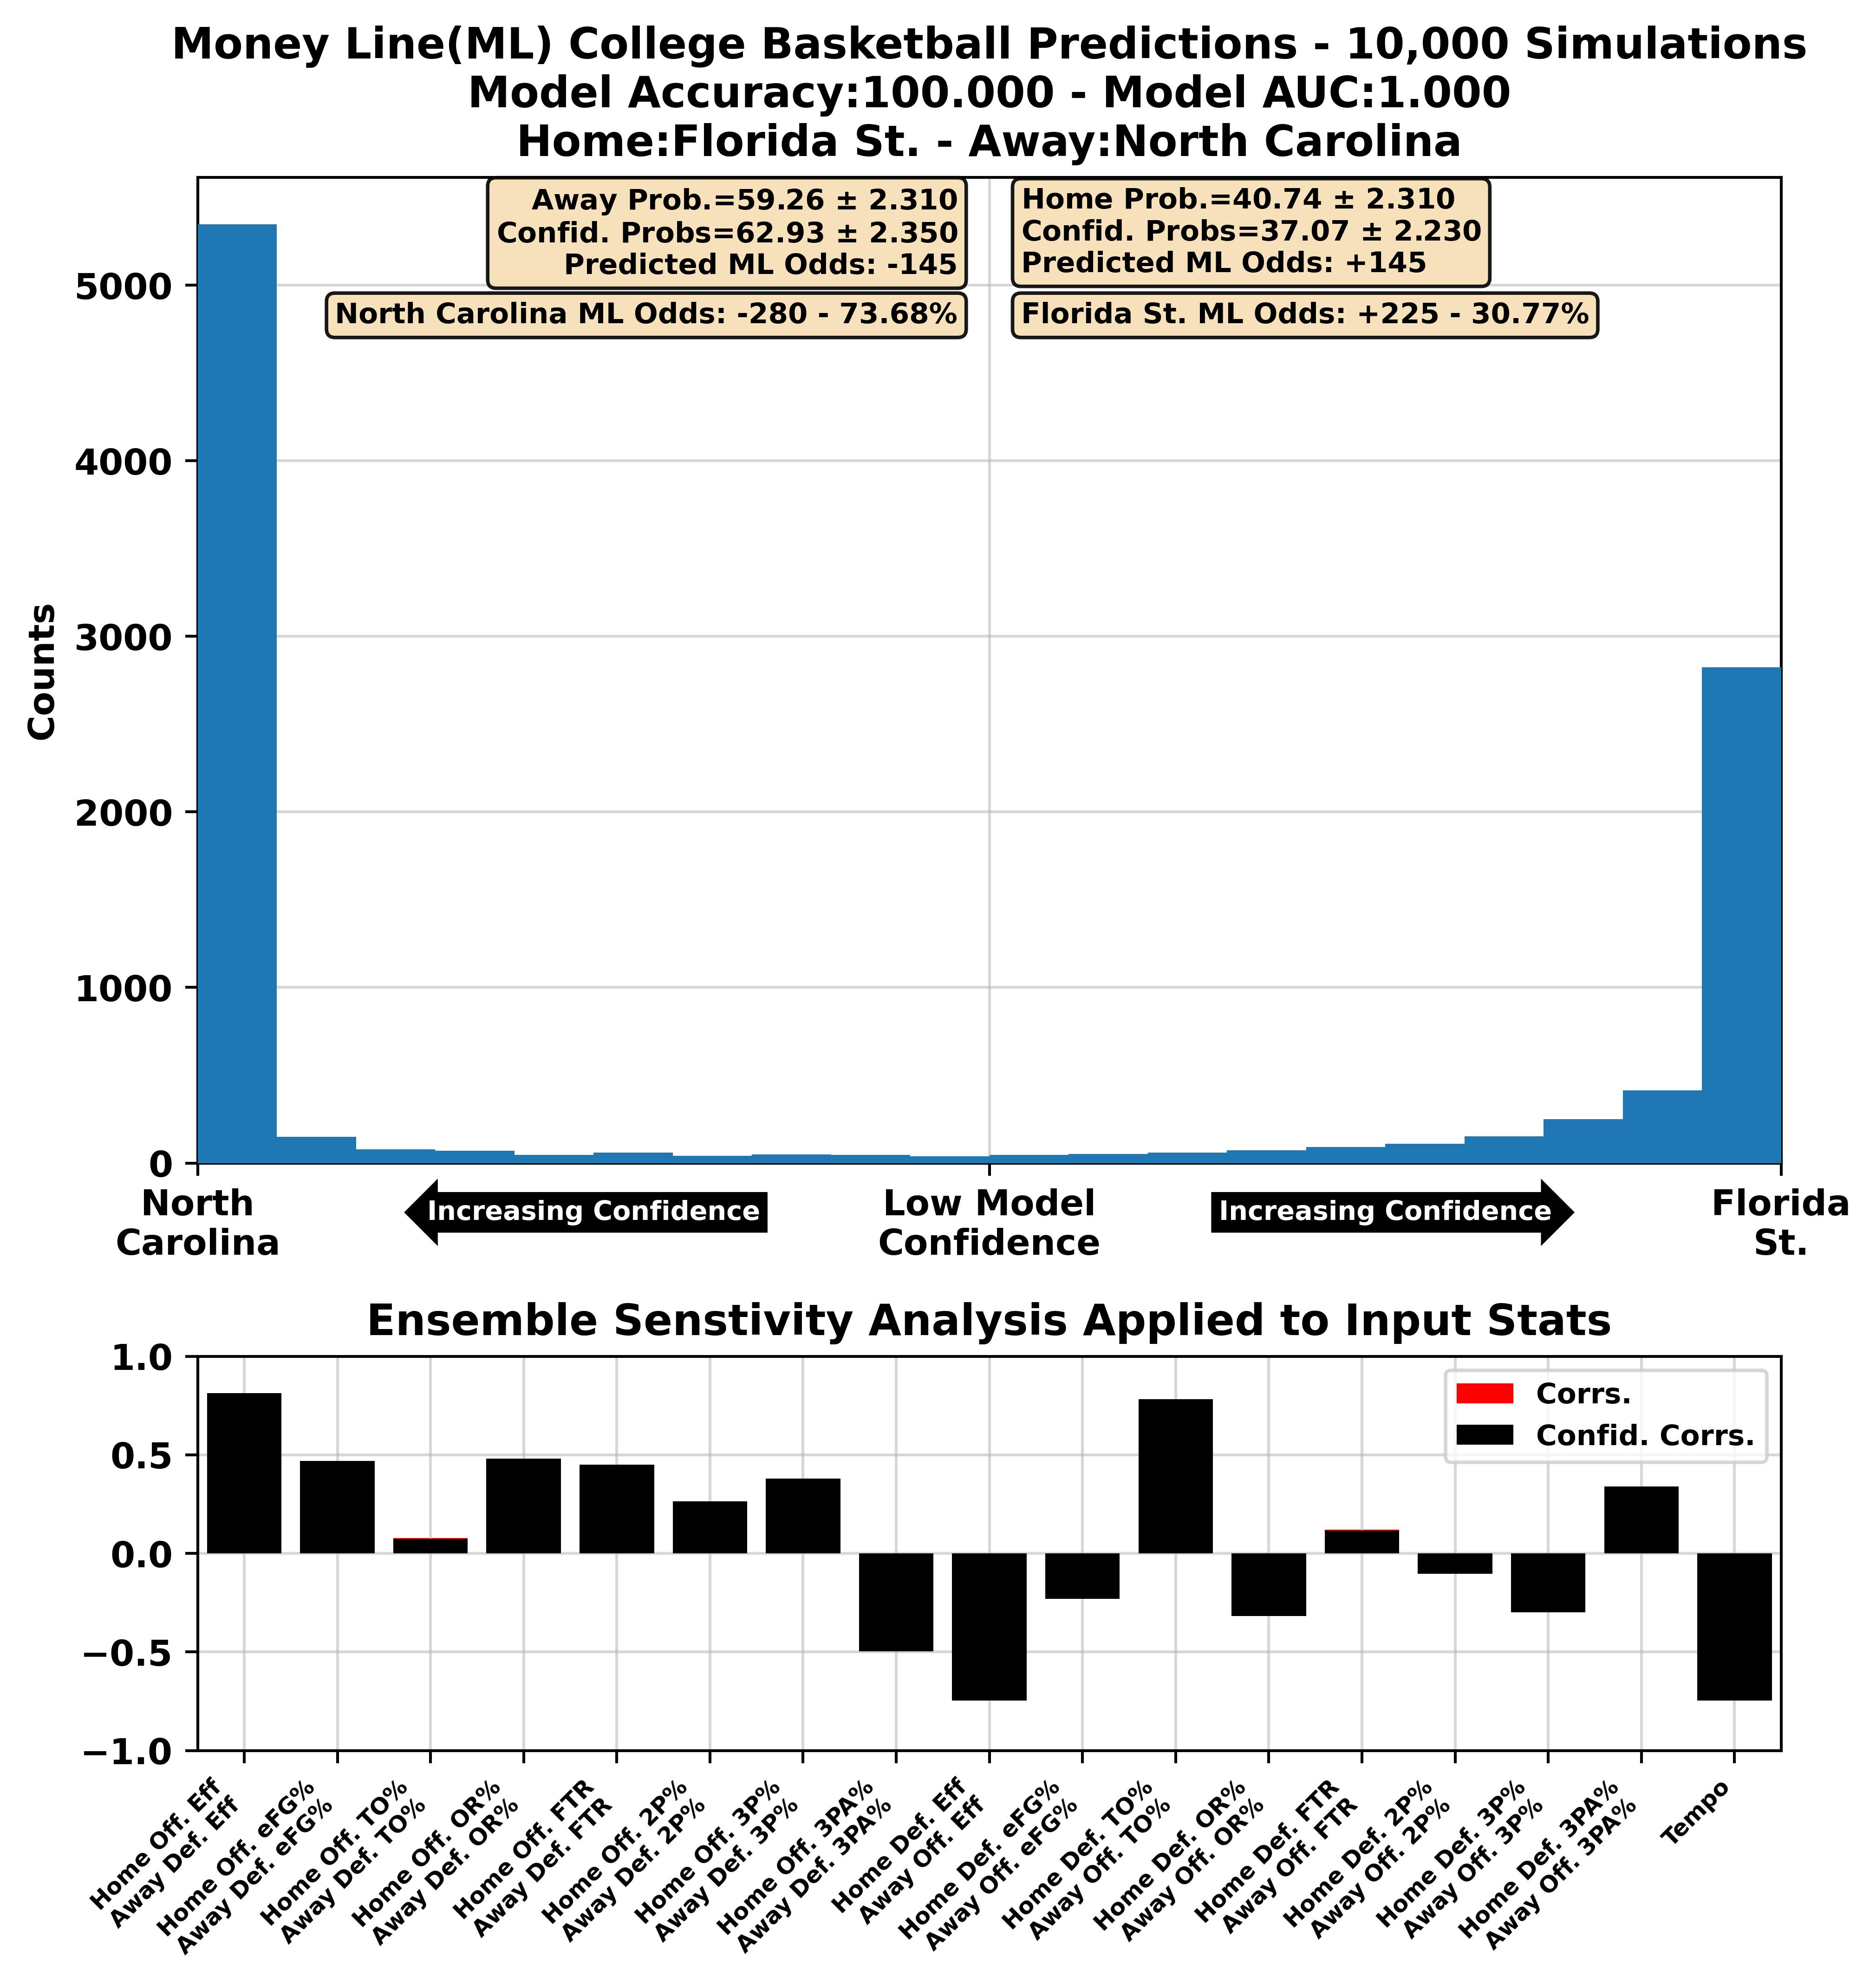 Money Line(ML) College Basketball Predictions - 10,000 Simulations
Model Accuracy:100.000 - Model AUC:1.000
Home:Florida St. - Away:North Carolina
Away Prob.=59.26 ± 2.310
Confid. Probs=62.93 ± 2.350
Predicted ML Odds: -145
North Carolina ML Odds: -280 - 73.68%
Home Prob.=40.74 ± 2.310
Confid. Probs=37.07 ± 2.230
Predicted ML Odds: +145
Florida St. ML Odds: +225 - 30.77%
Counts
5000
4000
3000
2000
1000
0
North
Carolina
Increasing Confidence
Low Model
Confidence
Increasing Confidence
Florida
St.
Ensemble Senstivity Analysis Applied to Input Stats
1.0
0.5
0.0
−0.5
−1.0
Corrs.
Confid. Corrs.
Home Off. Eff
Away Def. Eff
Home Off. eFG%
Away Def. eFG%
Home Off. TO%
Away Def. TO%
Home Off. OR%
Away Def. OR%
Home Off. FTR
Away Def. FTR
Home Off. 2P%
Away Def. 2P%
Home Off. 3P%
Away Def. 3P%
Home Off. 3PA%
Away Def. 3PA%
Home Def. Eff
Away Off. Eff
Home Def. eFG%
Away Off. eFG%
Home Def. TO%
Away Off. TO%
Home Def. OR%
Away Off. OR%
Home Def. FTR
Away Off. FTR
Home Def. 2P%
Away Off. 2P%
Home Def. 3P%
Away Off. 3P%
Home Def. 3PA%
Away Off. 3PA%
Tempo